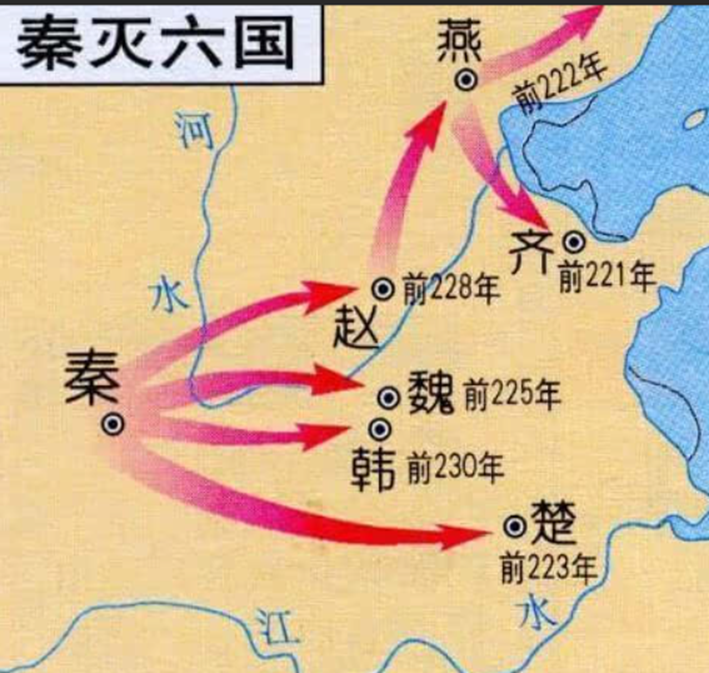 秦灭六国
燕
前222年
河
齐
前221年
水
前228年
赵
秦
魏 前225年
韩 前230年
楚
前223年
水
江